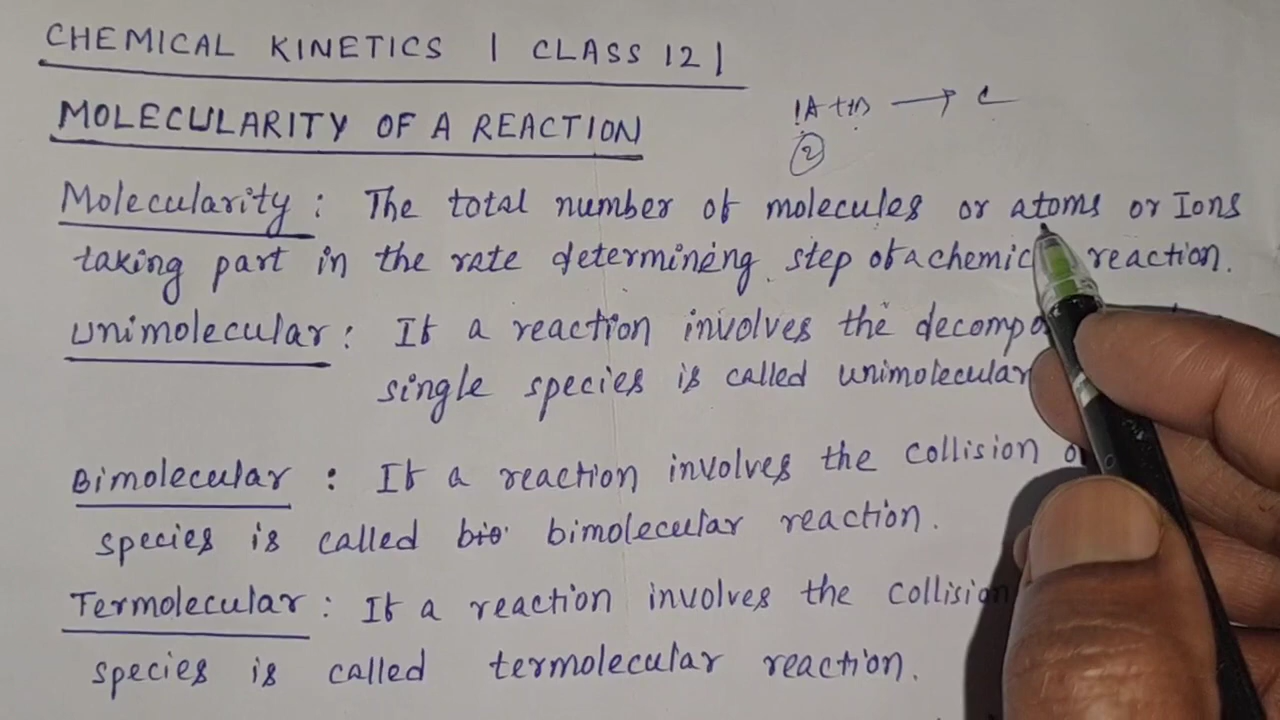 CHEMICAL KINETICS | CLASS 12 |
MOLECULARITY OF A REACTION
1A + 1B → C
2
Molecularity : The total number of molecules or atoms or Ions
taking part in the rate determining step of a chemic reaction.
Unimolecular : If a reaction involves the decompo
single species is called unimolecular
Bimolecular : If a reaction involves the collision
species is called bio bimolecular reaction.
Termolecular : If a reaction involves the collision
species is called termolecular reaction.